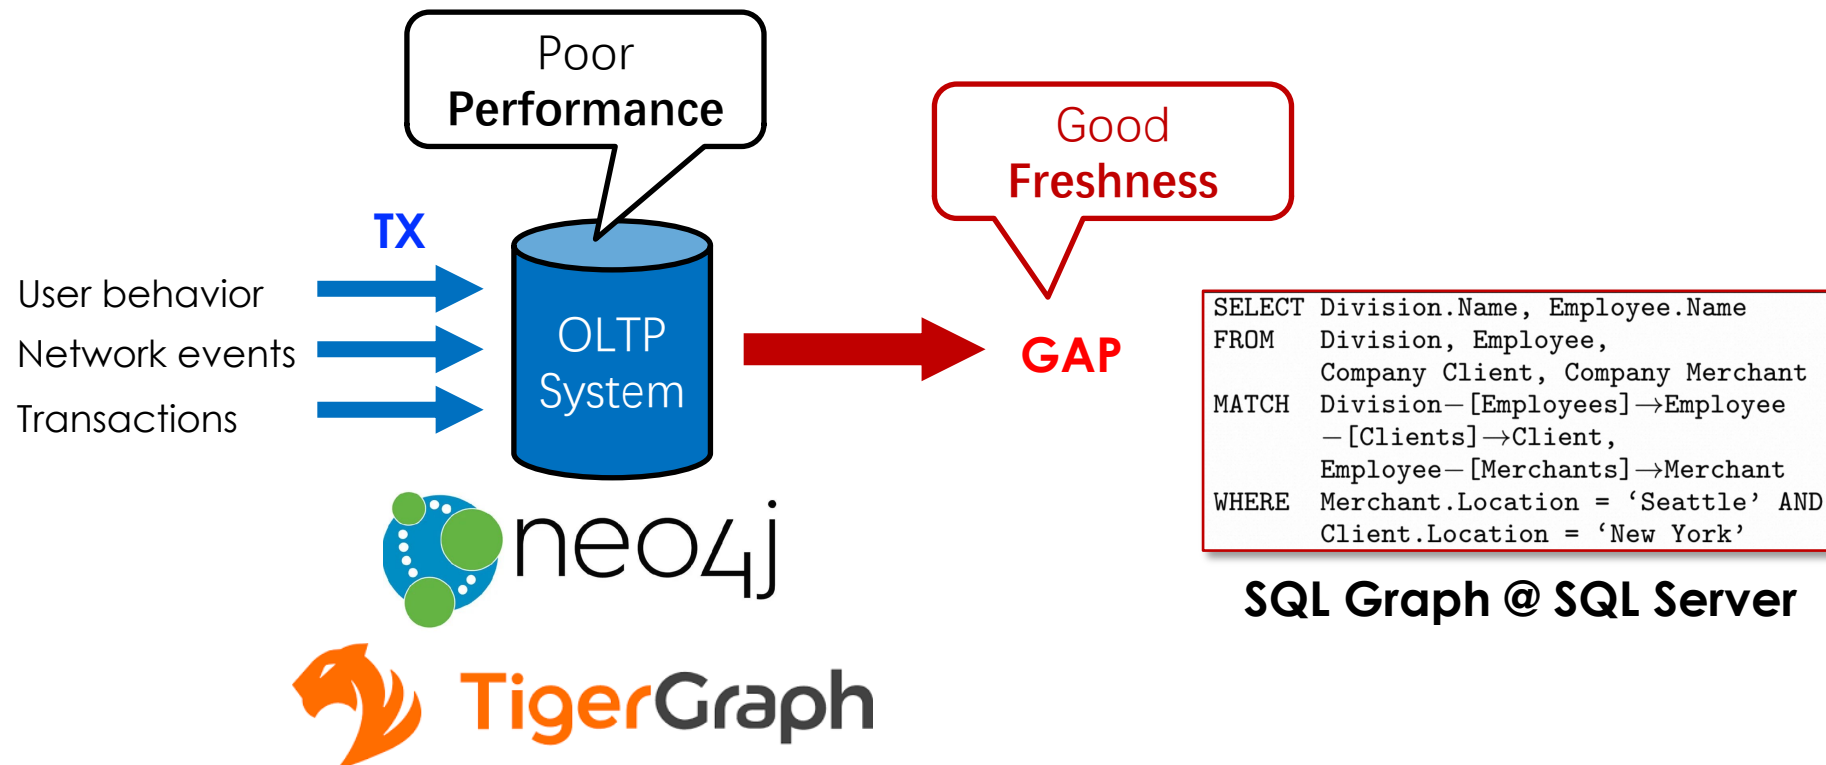 Poor
Performance
Good
Freshness
TX
User behavior
Network events
Transactions
OLTP
System
GAP
SELECT Division.Name, Employee.Name
FROM Division, Employee,
Company Client, Company Merchant
MATCH Division—[Employees]→Employee
—[Clients]→Client,
Employee—[Merchants]→Merchant
WHERE Merchant.Location = ‘Seattle’ AND
Client.Location = ‘New York’
SQL Graph @ SQL Server
neo4j
TigerGraph